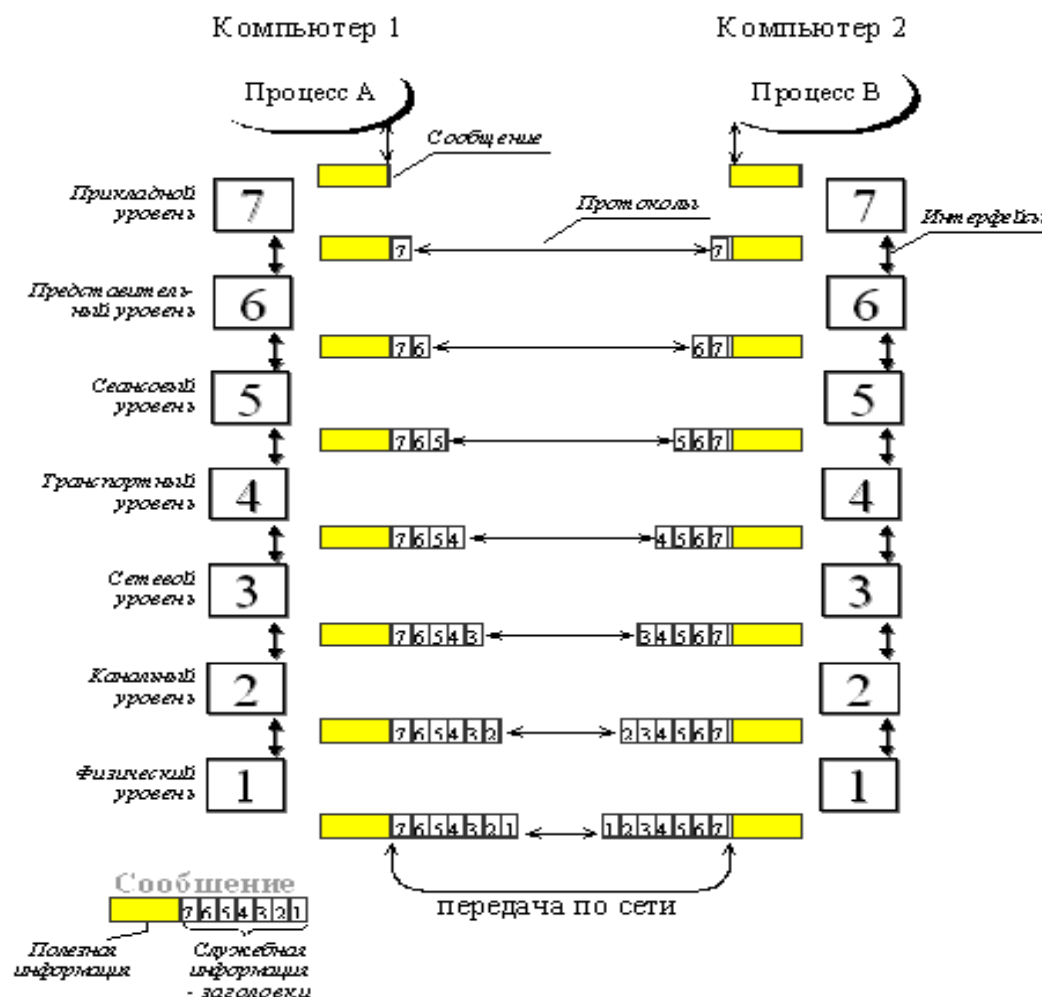 Компьютер 1
Компьютер 2
Процесс А
Процесс В
Сообщение
Прикладной
уровень
7
7
Протоколы
Интерфейсы
7
7
Представитель-
ный уровень
6
6
7 6
6 7
Сеансовый
уровень
5
5
7 6 5
5 6 7
Транспортный
уровень
4
4
7 6 5 4
4 5 6 7
Сетевой
уровень
3
3
7 6 5 4 3
3 4 5 6 7
Канальный
уровень
2
2
7 6 5 4 3 2
2 3 4 5 6 7
Физический
уровень
1
1
7 6 5 4 3 2 1
1 2 3 4 5 6 7
передача по сети
Сообшение
7 6 5 4 3 2 1
Полезная
информация
Служебная
информация
- заголовки